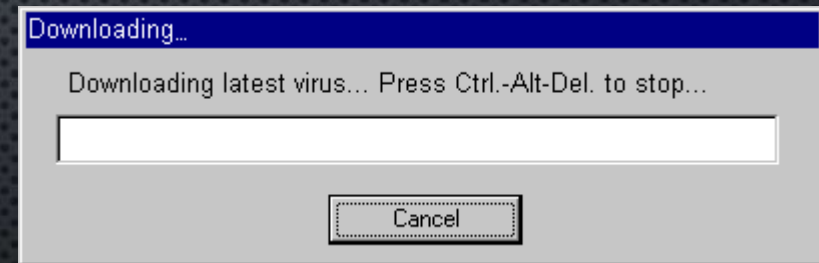 Downloading...
Downloading latest virus... Press Ctrl.-Alt-Del. to stop...
Cancel